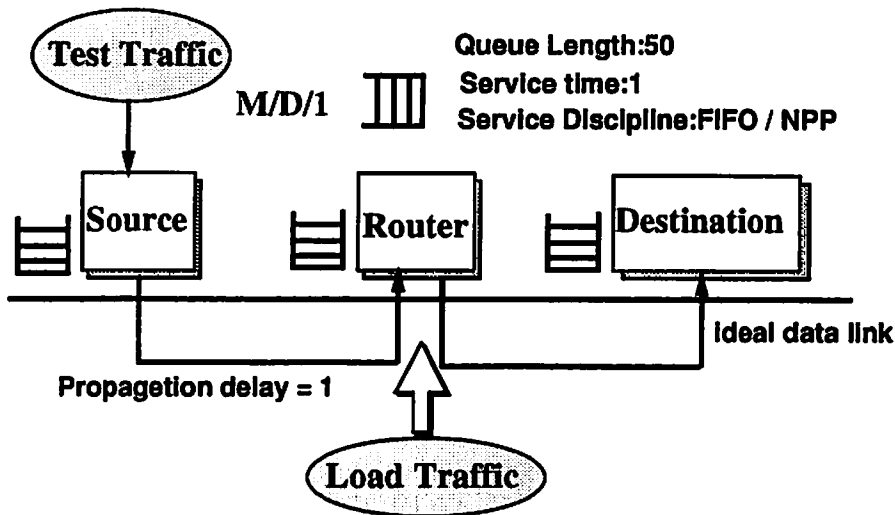 Test Traffic
M/D/1
Queue Length:50
Service time:1
Service Discipline:FIFO / NPP
Source
Router
Destination
ideal data link
Propagetion delay = 1
Load Traffic